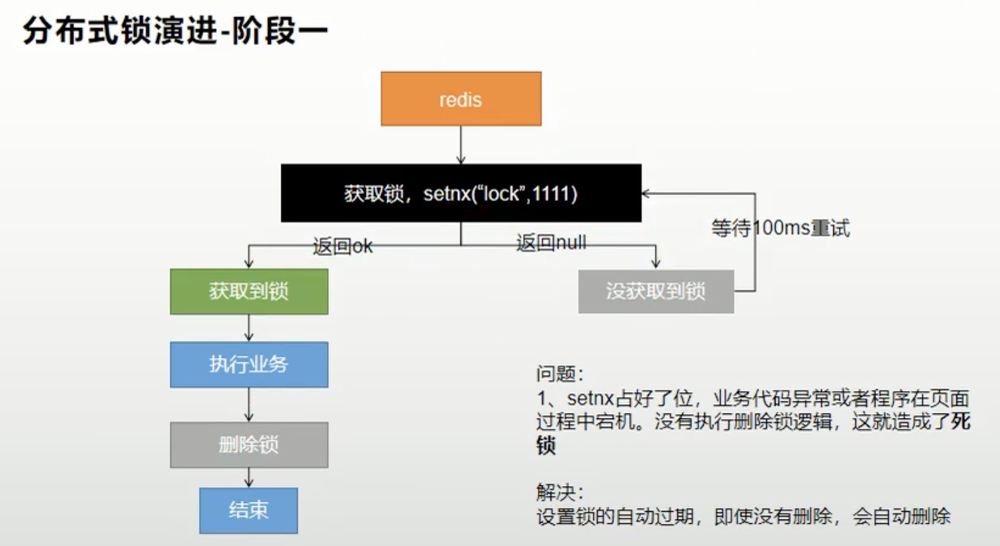 分布式锁演进-阶段一
redis
获取锁，setnx(“lock”,1111)
等待100ms重试
返回ok
返回null
获取到锁
没获取到锁
执行业务
删除锁
结束
问题：
1、setnx占好了位，业务代码异常或者程序在页面
过程中宕机。没有执行删除锁逻辑，这就造成了死
锁
解决：
设置锁的自动过期，即使没有删除，会自动删除